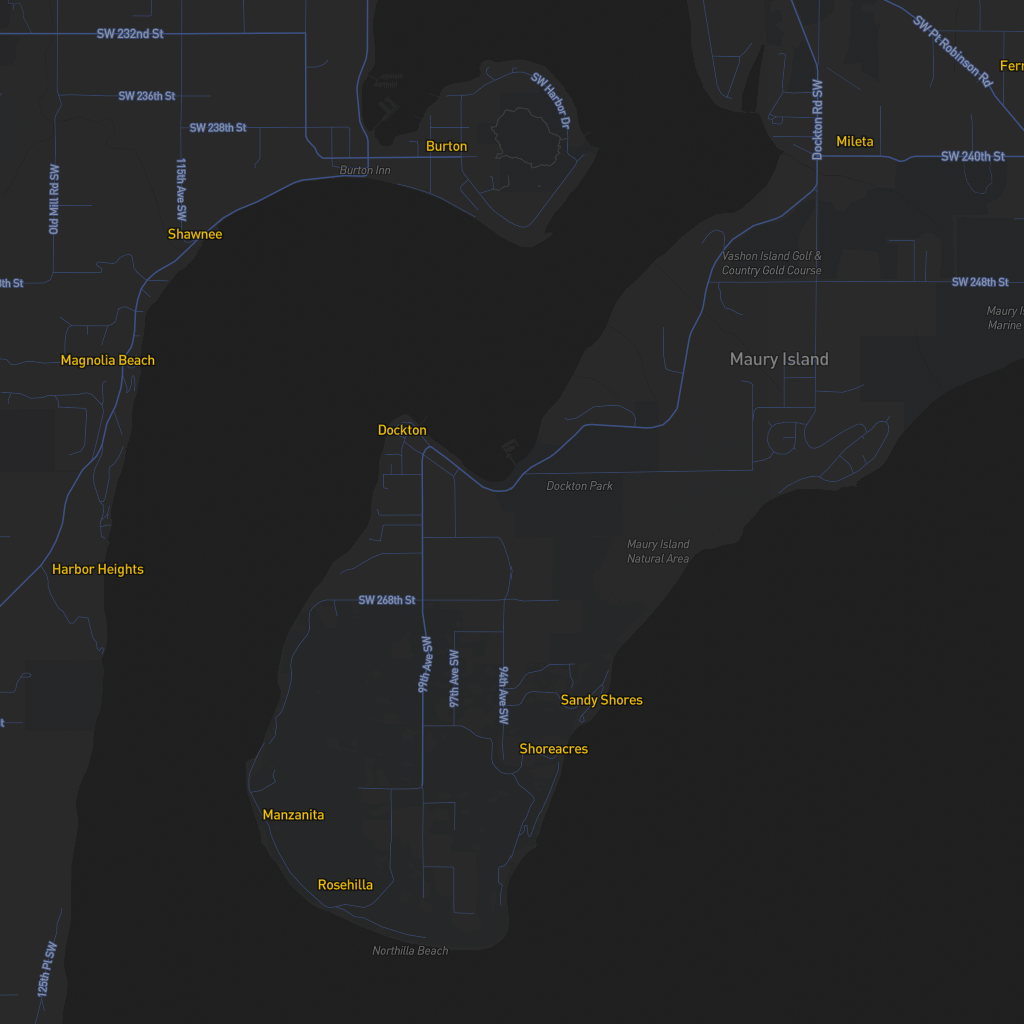 SW 232nd St
SW Pt Robinson Rd
Fern
SW 236th St
SW Harbor Dr
SW 238th St
Dockton Rd SW
Burton
Mileta
SW 240th St
Burton Inn
Old Mill Rd SW
115th Ave SW
Shawnee
Vashon Island Golf &
Country Gold Course
8th St
SW 248th St
Maury Is
Marine
Magnolia Beach
Maury Island
Dockton
Dockton Park
Maury Island
Natural Area
Harbor Heights
SW 268th St
99th Ave SW
97th Ave SW
94th Ave SW
Sandy Shores
t
Shoreacres
Manzanita
Rosehilla
Northilla Beach
125th Pl SW